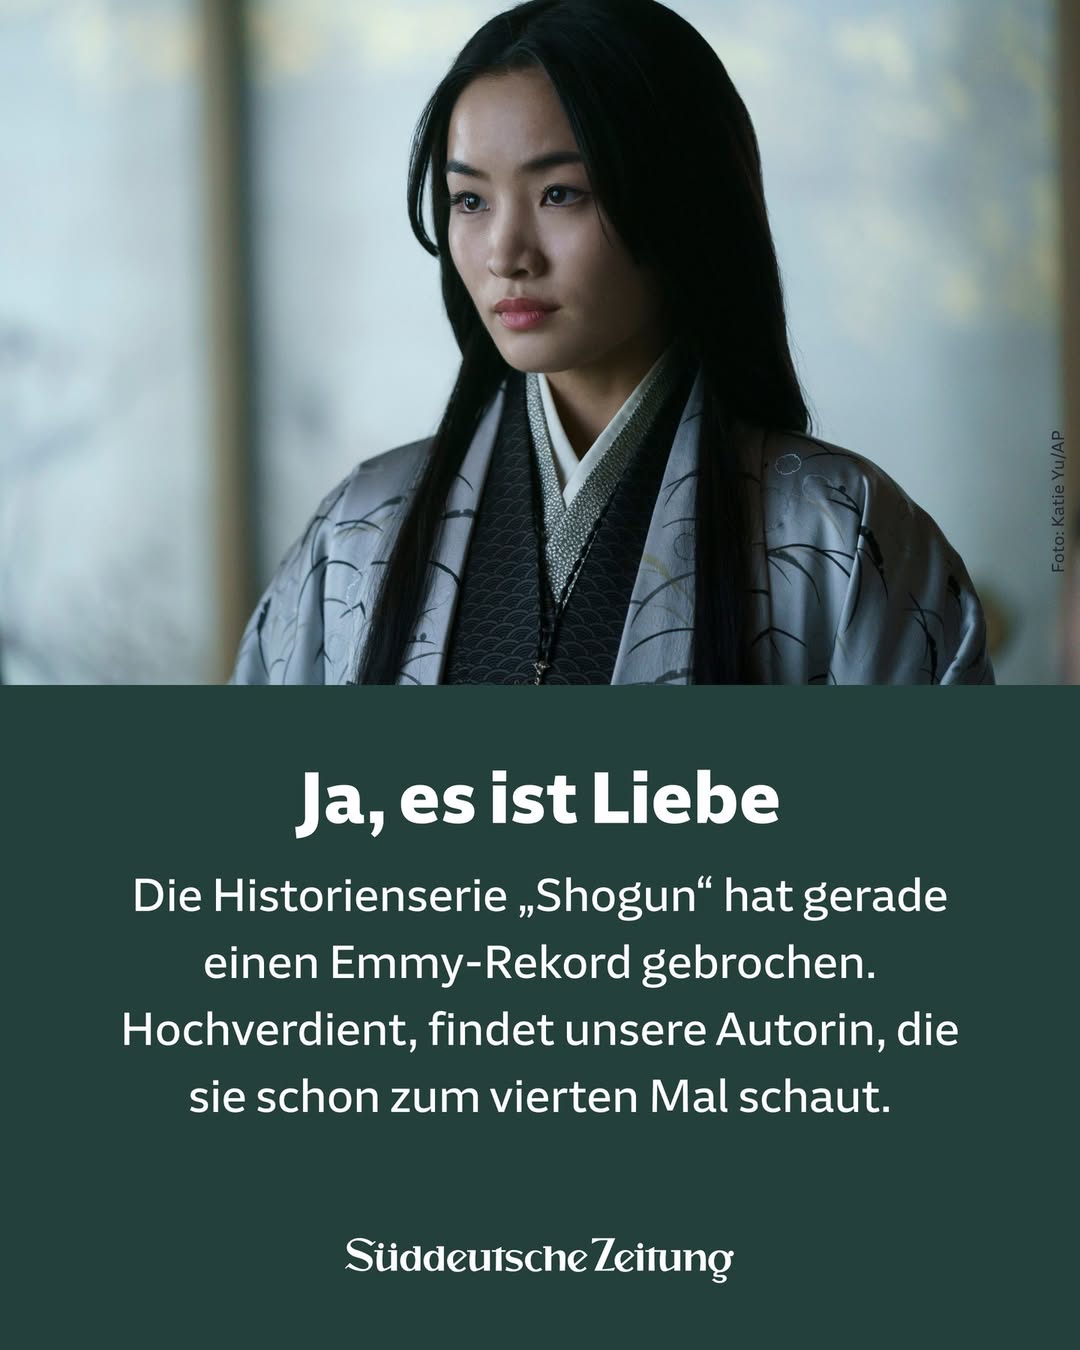 Foto: Katie Yu/AP
Ja, es ist Liebe
Die Historienserie „Shogun“ hat gerade
einen Emmy-Rekord gebrochen.
Hochverdient, findet unsere Autorin, die
sie schon zum vierten Mal schaut.
Süddeutsche Zeitung